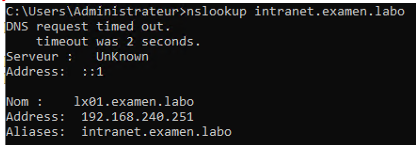 C:\Users\Administrateur>nslookup intranet.examen.labo
DNS request timed out.
    timeout was 2 seconds.
Serveur :   UnKnown
Address:  ::1

Nom :    lx01.examen.labo
Address:  192.168.240.251
Aliases:  intranet.examen.labo